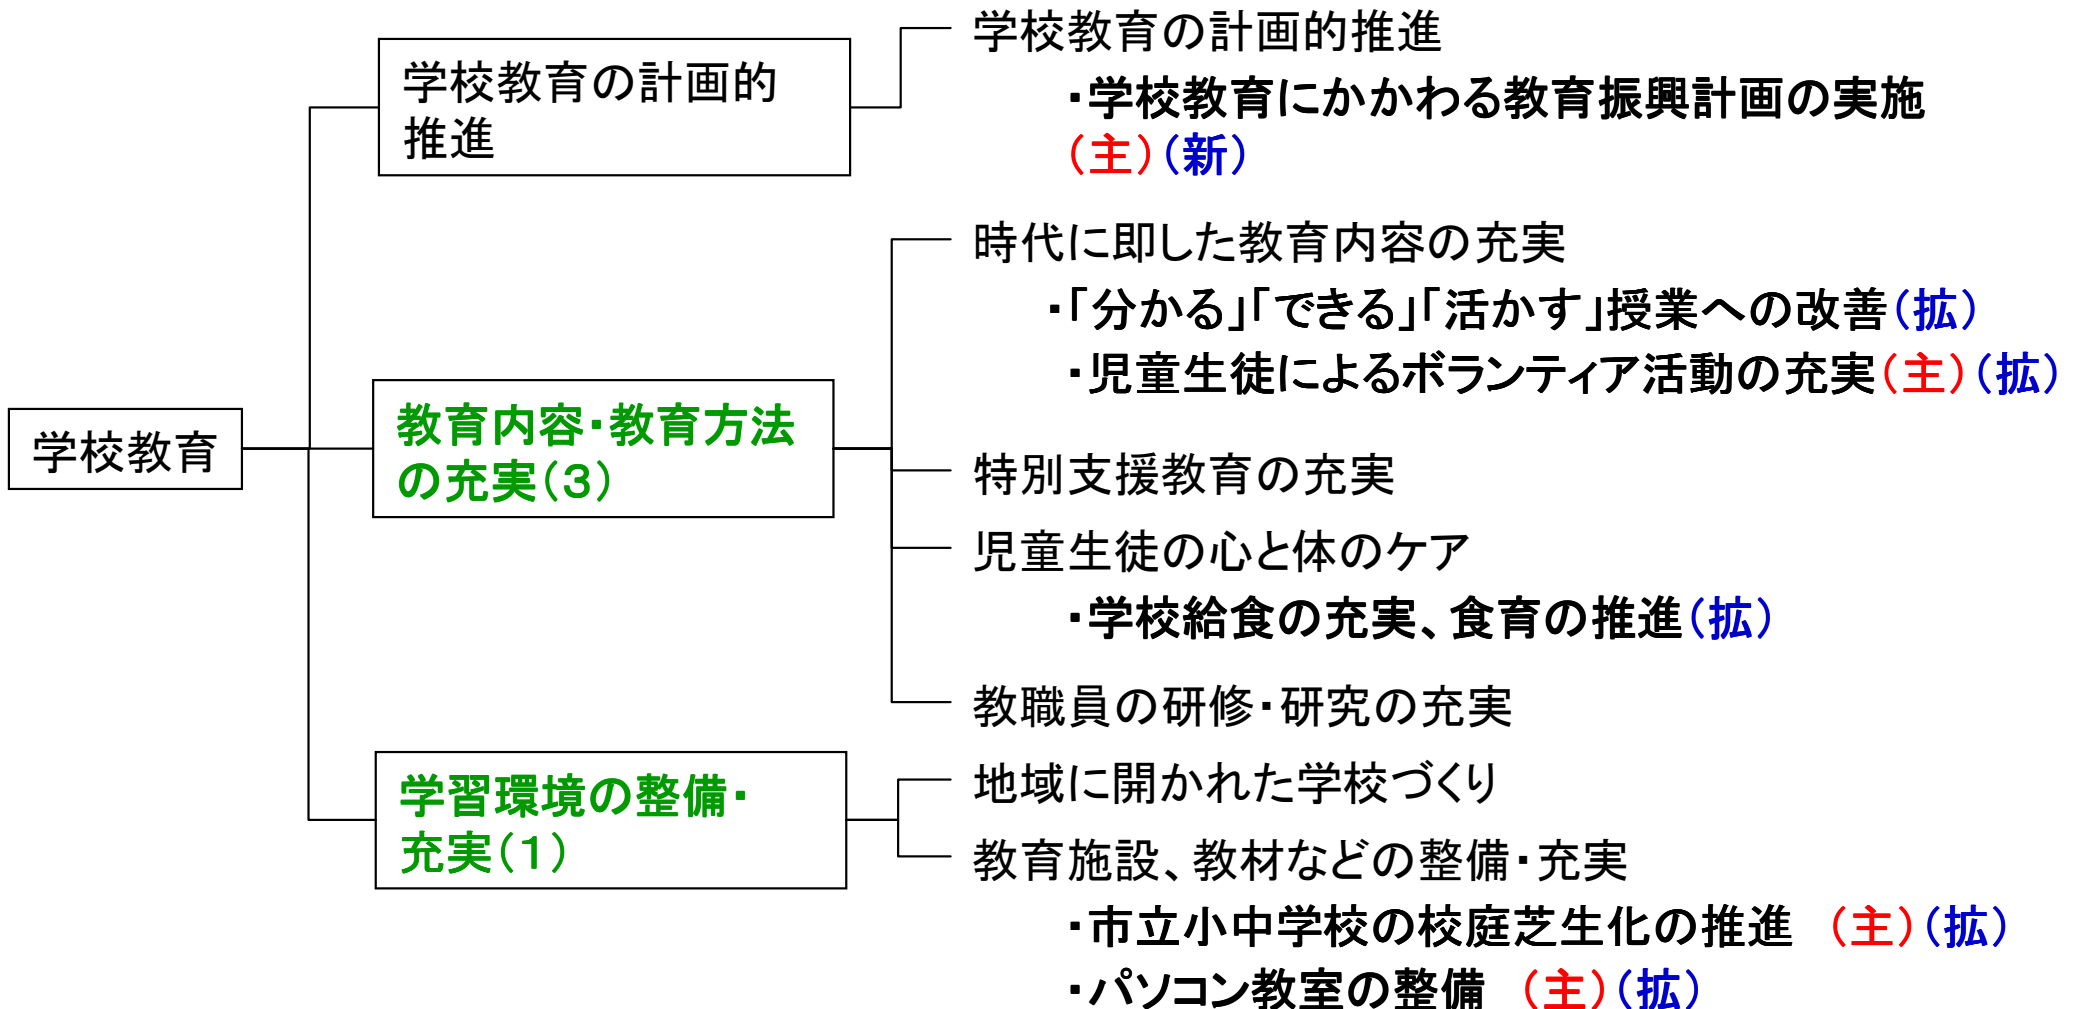 学校教育
学校教育の計画的
推進
学校教育の計画的推進
・学校教育にかかわる教育振興計画の実施
（主）（新）
教育内容・教育方法
の充実（３）
時代に即した教育内容の充実
・「分かる」「できる」「活かす」授業への改善（拡）
・児童生徒によるボランティア活動の充実（主）（拡）
特別支援教育の充実
児童生徒の心と体のケア
・学校給食の充実、食育の推進（拡）
教職員の研修・研究の充実
学習環境の整備・
充実（１）
地域に開かれた学校づくり
教育施設、教材などの整備・充実
・市立小中学校の校庭芝生化の推進　（主）（拡）
・パソコン教室の整備　（主）（拡）